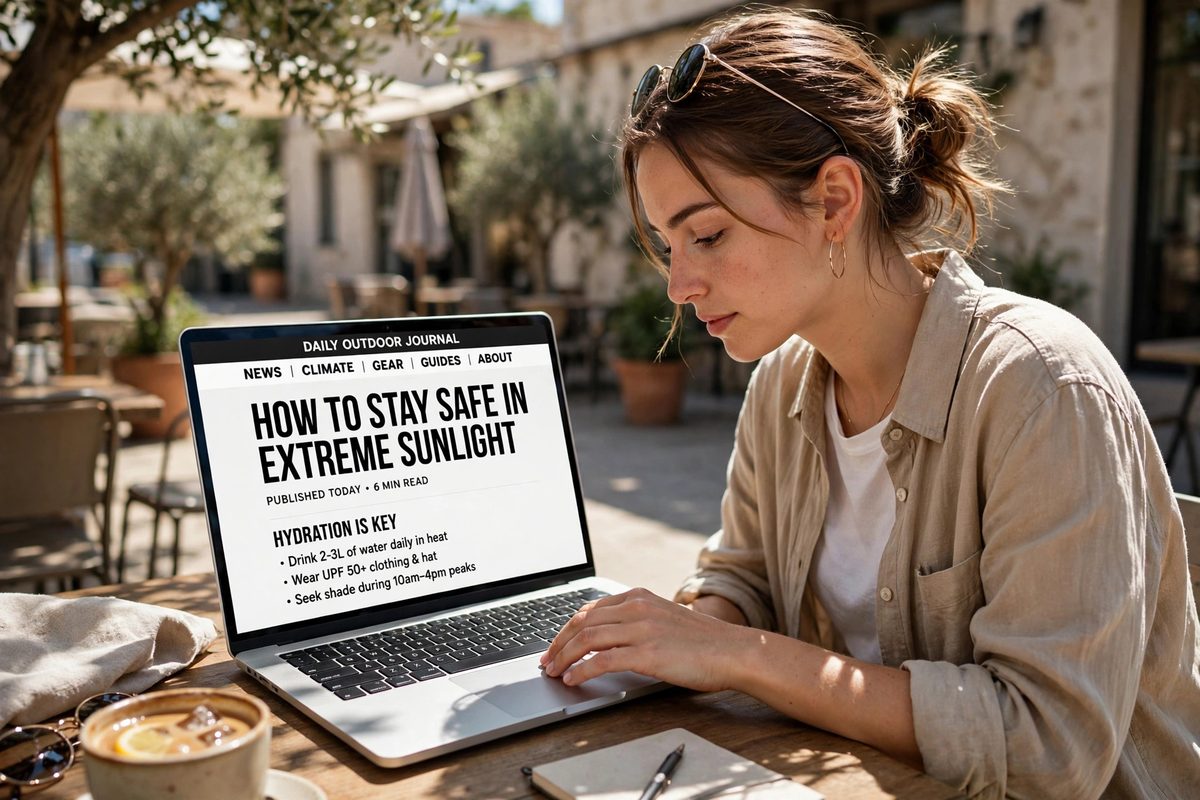 DAILY OUTDOOR JOURNAL
NEWS | CLIMATE | GEAR | GUIDES | ABOUT
HOW TO STAY SAFE IN
EXTREME SUNLIGHT
PUBLISHED TODAY • 6 MIN READ
HYDRATION IS KEY
• Drink 2-3L of water daily in heat
• Wear UPF 50+ clothing & hat
• Seek shade during 10am–4pm peaks